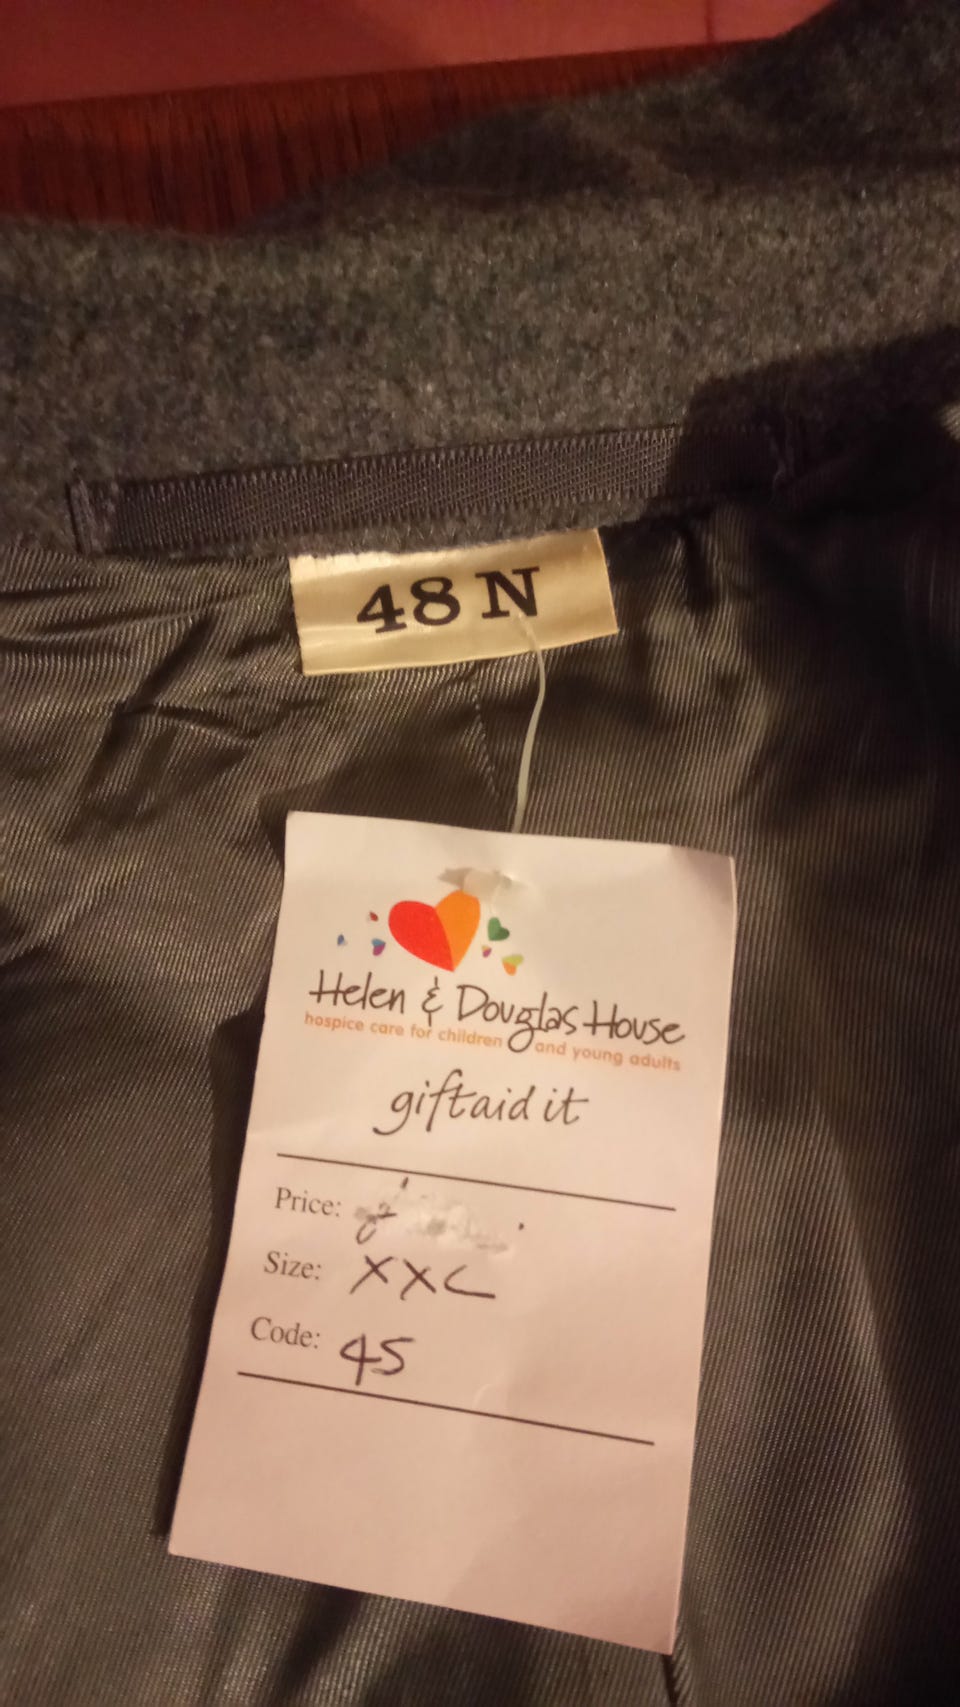 48 N
Helen & Douglas House
hospice care for children and young adults
giftaid it
Price:
Size: XXL
Code: 45